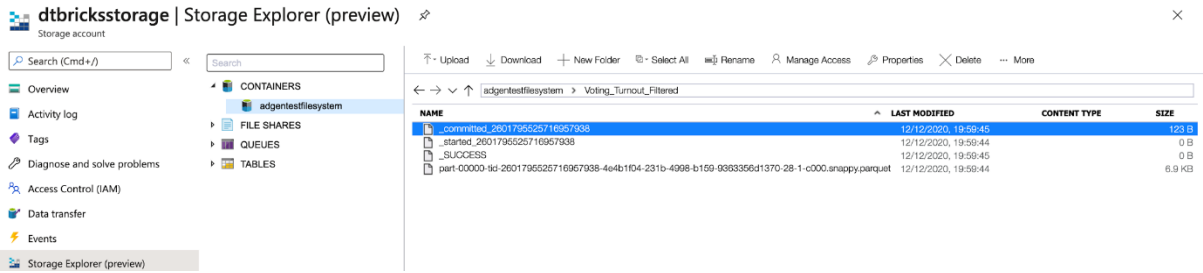 dtbricksstorage | Storage Explorer (preview)
Storage account
Search (Cmd+/)
Overview
Activity log
Tags
Diagnose and solve problems
Access Control (IAM)
Data transfer
Events
Storage Explorer (preview)
Search
CONTAINERS
adgentestfilesystem
FILE SHARES
QUEUES
TABLES
Upload Download New Folder Select All Rename Manage Access Properties Delete ... More
adgentestfilesystem > Voting_Turnout_Filtered
NAME LAST MODIFIED CONTENT TYPE SIZE
_committed_2601795525716957938 12/12/2020, 19:59:45 123 B
_started_2601795525716957938 12/12/2020, 19:59:44 0 B
_SUCCESS 12/12/2020, 19:59:45 0 B
part-00000-tid-2601795525716957938-4e4b1f04-231b-4998-b159-9363356d1370-28-1-c000.snappy.parquet 12/12/2020, 19:59:44 6.9 KB